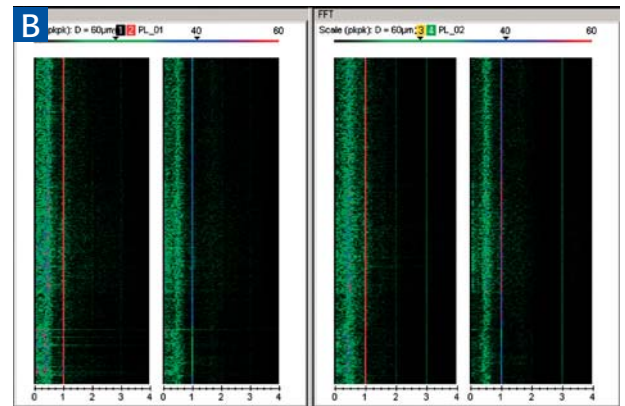 B
(pkpk): D = 60µm 1 2 PL_01 40 60
0 1 2 3 4 0 1 2 3 4
FFT
Scale (pkpk): D = 60µm 3 4 PL_02 40 60
0 1 2 3 4 0 1 2 3 4